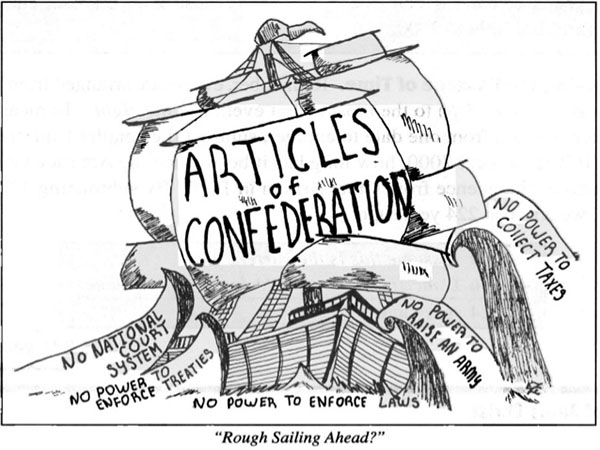 ARTICLES
of
CONFEDERATION
NO POWER TO
COLLECT TAXES
NO POWER TO
RAISE AN ARMY
NO NATIONAL
COURT
SYSTEM
NO POWER TO
ENFORCE TREATIES
NO POWER TO ENFORCE LAWS
"Rough Sailing Ahead?"